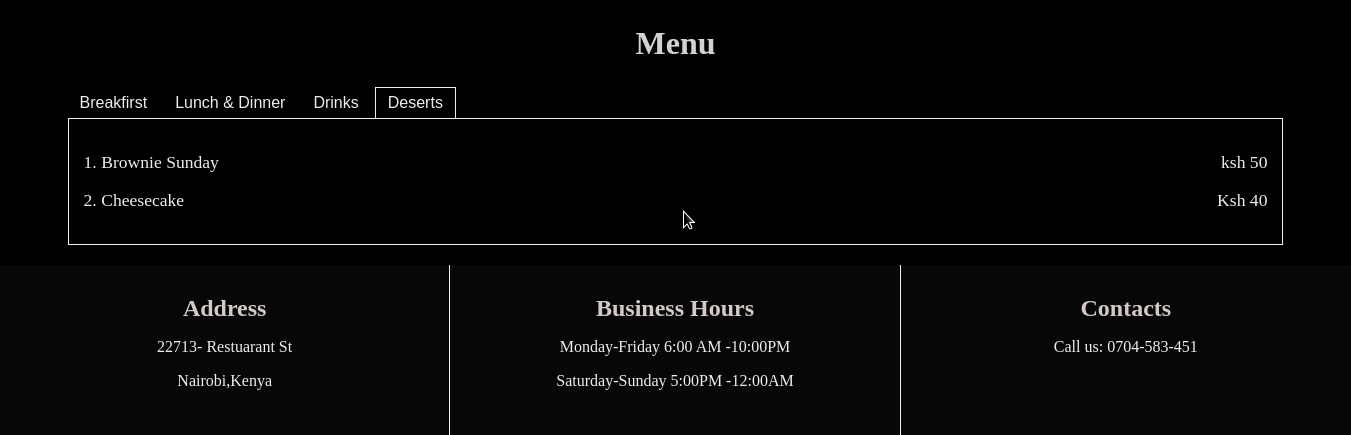 Menu
Breakfirst Lunch & Dinner Drinks Deserts
1. Brownie Sunday ksh 50
2. Cheesecake Ksh 40
Address Business Hours Contacts
22713- Restuarant St Monday-Friday 6:00 AM -10:00PM Call us: 0704-583-451
Nairobi,Kenya Saturday-Sunday 5:00PM -12:00AM